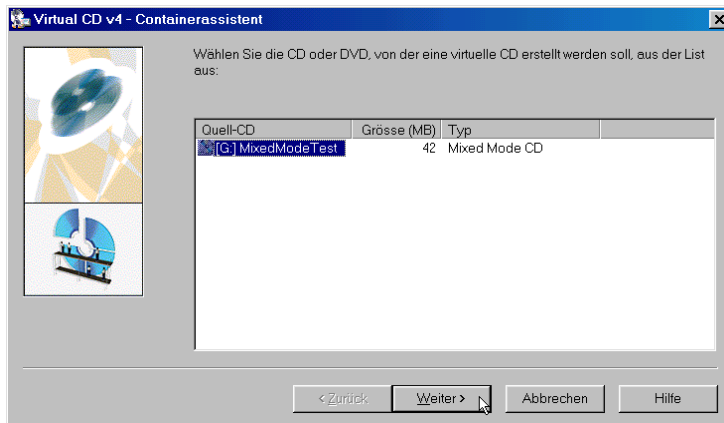 Virtual CD v4 - Containerassistent
Wählen Sie die CD oder DVD, von der eine virtuelle CD erstellt werden soll, aus der List
aus:
Quell-CD Grösse (MB) Typ
[G:] MixedModeTest 42 Mixed Mode CD
< Zurück Weiter > Abbrechen Hilfe